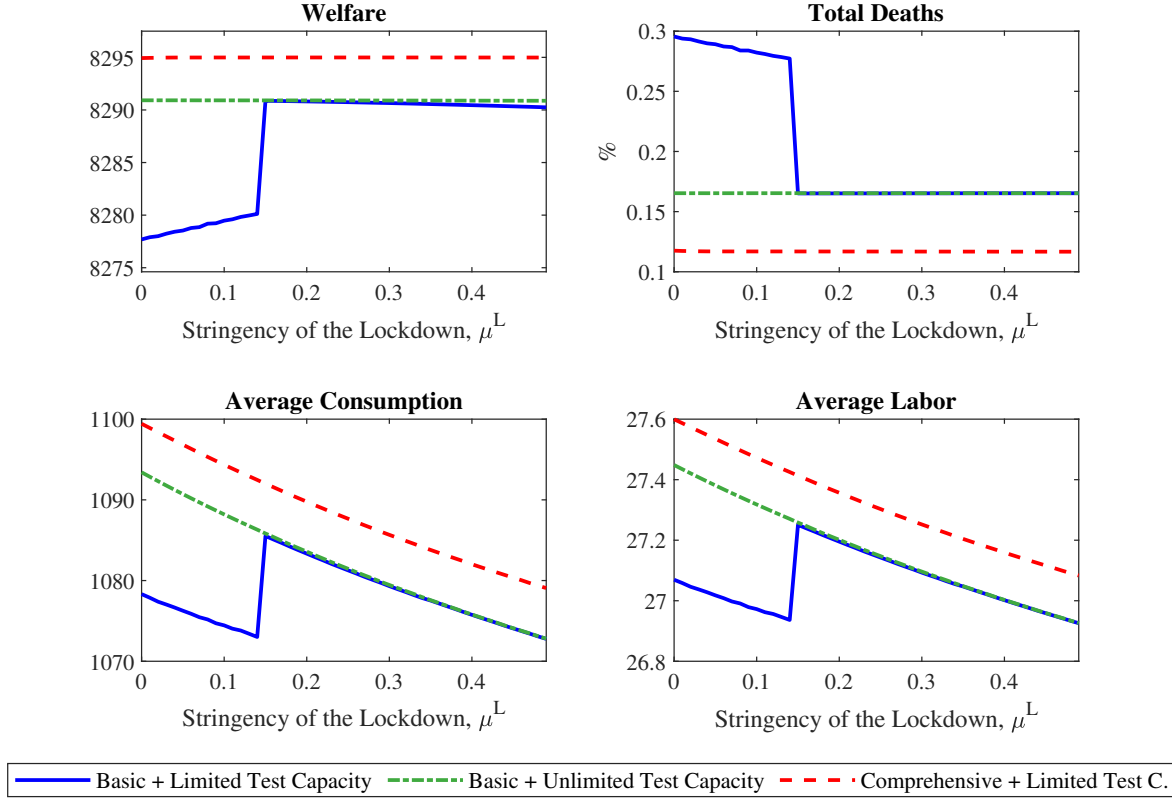 Welfare
8295
8290
8285
8280
8275
0 0.1 0.2 0.3 0.4
Stringency of the Lockdown, μL
Total Deaths
%
0.3
0.25
0.2
0.15
0.1
0 0.1 0.2 0.3 0.4
Stringency of the Lockdown, μL
Average Consumption
1100
1090
1080
1070
0 0.1 0.2 0.3 0.4
Stringency of the Lockdown, μL
Average Labor
27.6
27.4
27.2
27
26.8
0 0.1 0.2 0.3 0.4
Stringency of the Lockdown, μL
Basic + Limited Test Capacity Basic + Unlimited Test Capacity Comprehensive + Limited Test C.